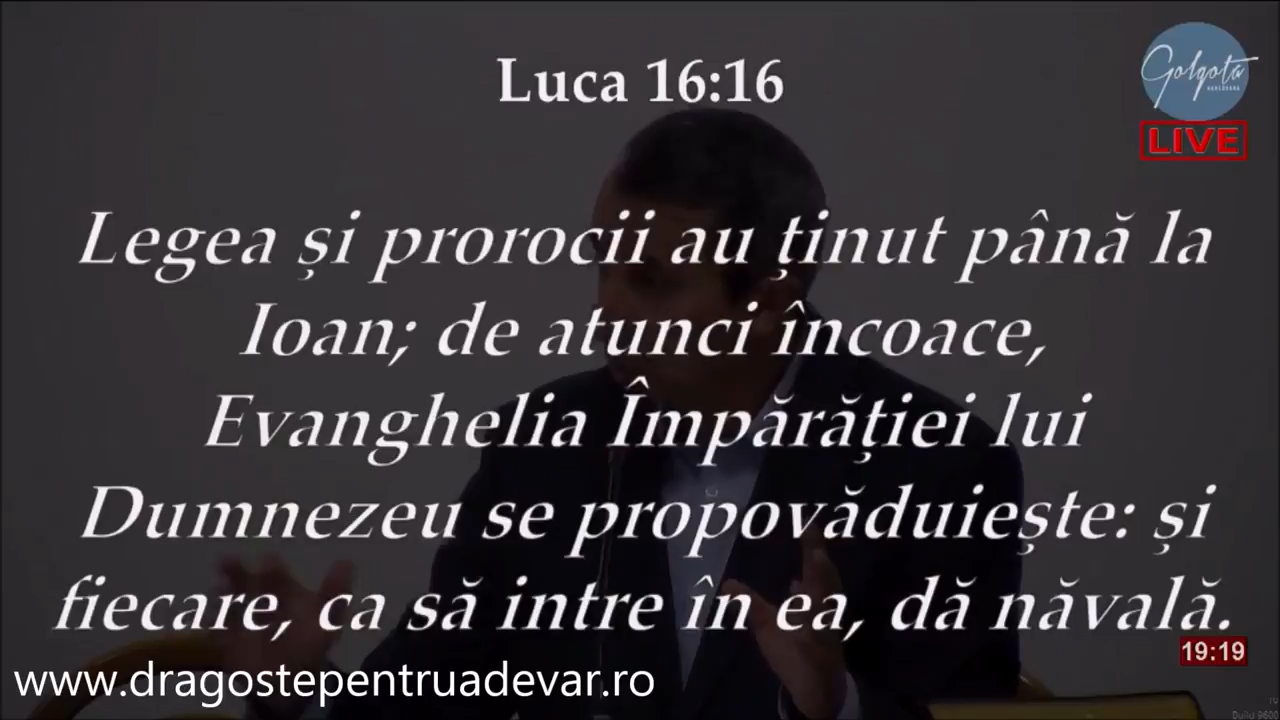 Luca 16:16
Golgota
LIVE
Legea și prorocii au ținut până la
Ioan; de atunci încoace,
Evanghelia Împărăției lui
Dumnezeu se propovăduiește: și
fiecare, ca să intre în ea, dă năvală.
19:19
www.dragostepentruadevar.ro